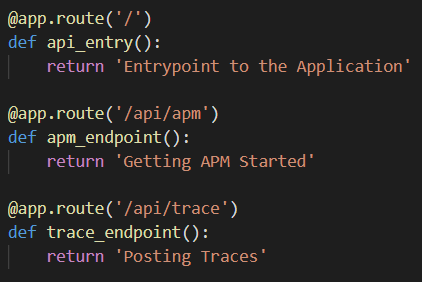 @app.route('/')
def api_entry():
    return 'Entrypoint to the Application'

@app.route('/api/apm')
def apm_endpoint():
    return 'Getting APM Started'

@app.route('/api/trace')
def trace_endpoint():
    return 'Posting Traces'